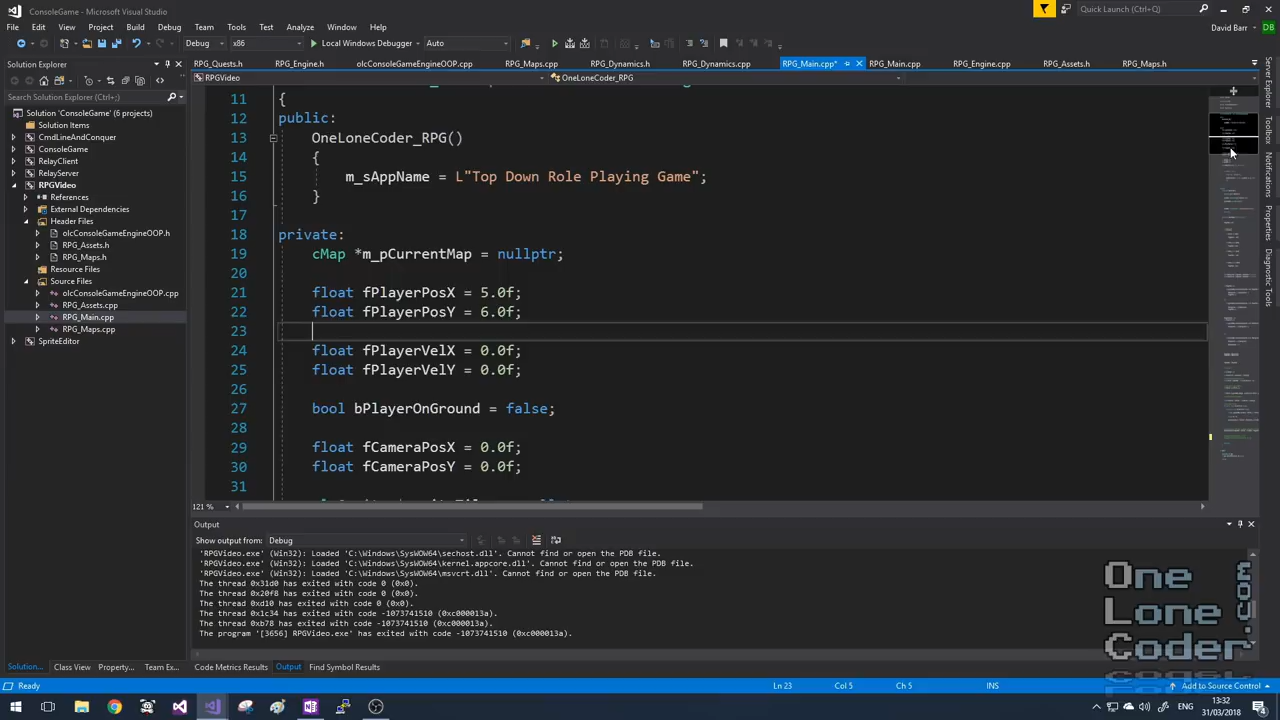 ConsoleGame - Microsoft Visual Studio
Quick Launch (Ctrl+Q)
File Edit View Project Build Debug Team Tools Test Analyze Window Help
David Barr DB
Debug x86 Local Windows Debugger Auto
Solution Explorer
RPG_Quests.h RPG_Engine.h olcConsoleGameEngineOOP.cpp RPG_Maps.cpp RPG_Dynamics.h RPG_Dynamics.cpp RPG_Main.cpp* RPG_Main.cpp RPG_Engine.cpp RPG_Assets.h RPG_Maps.h
RPGVideo OneLoneCoder_RPG
Search Solution Explorer (Ctrl+;)
Solution 'ConsoleGame' (6 projects)
Solution Items
CmdLineAndConquer
ConsoleGame
RelayClient
RelayServer
RPGVideo
References
External Dependencies
Header Files
olcConsoleGameEngineOOP.h
RPG_Assets.h
RPG_Maps.h
Resource Files
Source Files
olcConsoleGameEngineOOP.cpp
RPG_Assets.cpp
RPG_Main.cpp
RPG_Maps.cpp
SpriteEditor
11 {
12 public:
13 OneLoneCoder_RPG()
14 {
15 m_sAppName = L"Top Down Role Playing Game";
16 }
17
18 private:
19 cMap *m_pCurrentMap = nullptr;
20
21 float fPlayerPosX = 5.0f;
22 float fPlayerPosY = 6.0f;
23
24 float fPlayerVelX = 0.0f;
25 float fPlayerVelY = 0.0f;
26
27 bool bPlayerOnGround = false;
28
29 float fCameraPosX = 0.0f;
30 float fCameraPosY = 0.0f;
31
121 %
Server Explorer
Toolbox
Notifications
Properties
Diagnostic Tools
Output
Show output from: Debug
'RPGVideo.exe' (Win32): Loaded 'C:\Windows\SysWOW64\sechost.dll'. Cannot find or open the PDB file.
'RPGVideo.exe' (Win32): Loaded 'C:\Windows\SysWOW64\kernel.appcore.dll'. Cannot find or open the PDB file.
'RPGVideo.exe' (Win32): Loaded 'C:\Windows\SysWOW64\msvcrt.dll'. Cannot find or open the PDB file.
The thread 0x31d0 has exited with code 0 (0x0).
The thread 0x20f8 has exited with code 0 (0x0).
The thread 0xd10 has exited with code 0 (0x0).
The thread 0x1c34 has exited with code -1073741510 (0xc000013a).
The thread 0xb78 has exited with code -1073741510 (0xc000013a).
The program '[3656] RPGVideo.exe' has exited with code -1073741510 (0xc000013a).
One
Lone
Coder
.com
Solution... Class View Property... Team Ex... Code Metrics Results Output Find Symbol Results
Ready Ln 23 Col 5 Ch 5 INS Add to Source Control
ENG 13:32
31/03/2018